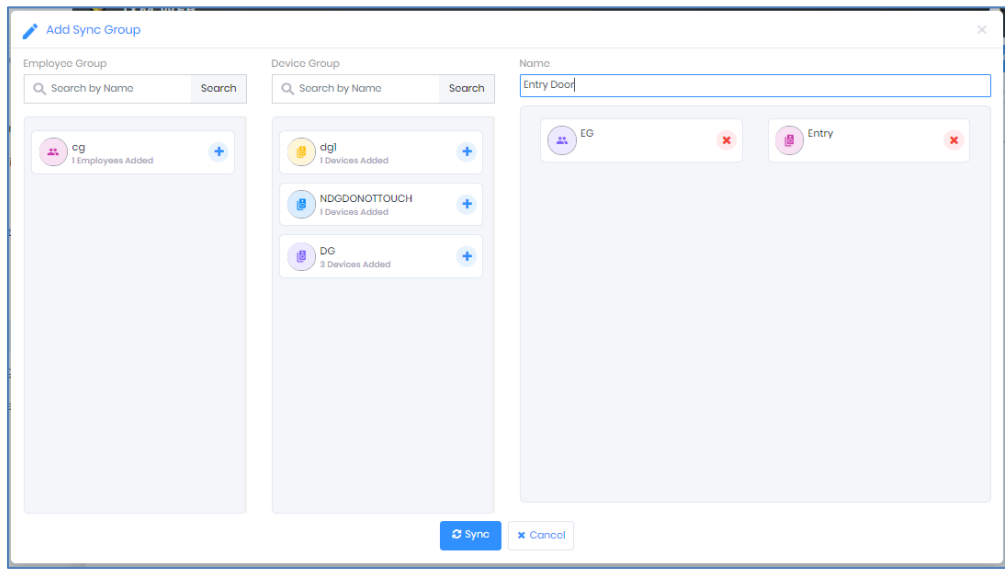 Add Sync Group
Employee Group
Search by Name
Search
cg
1 Employees Added
Device Group
Search by Name
Search
dg1
1 Devices Added
NDGDONOTTOUCH
1 Devices Added
DG
3 Devices Added
Name
Entry Door
EG
Entry
Sync
Cancel